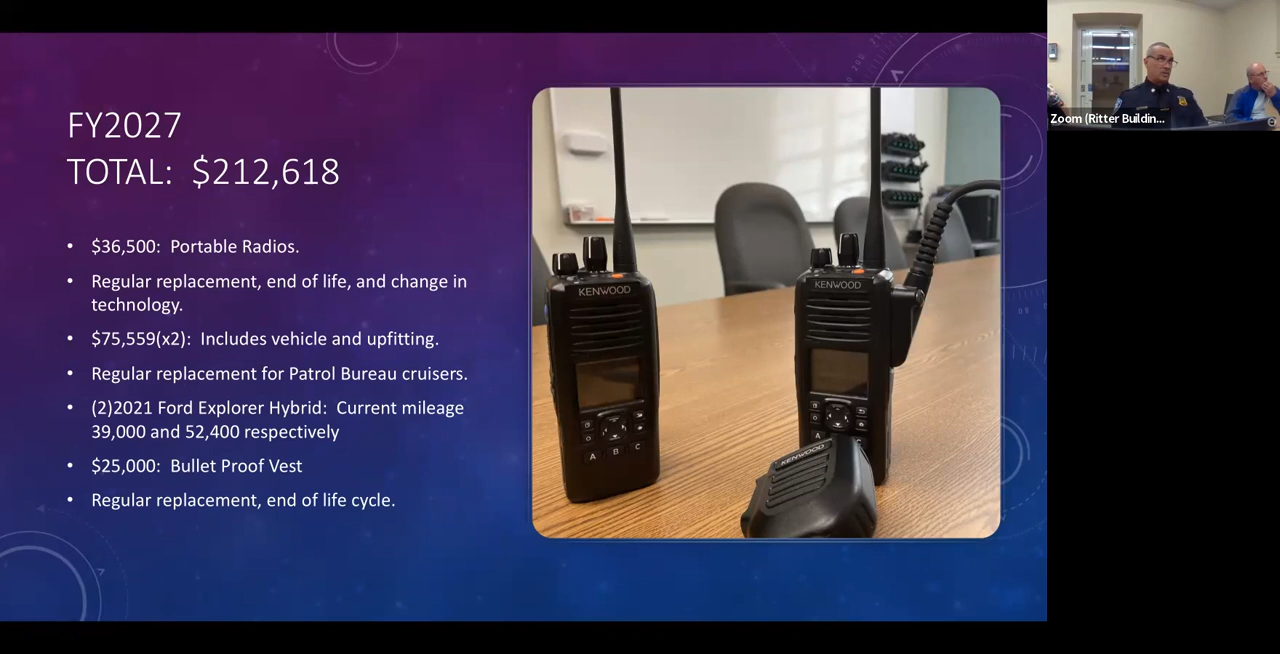 FY2027
TOTAL: $212,618
• $36,500: Portable Radios.
• Regular replacement, end of life, and change in
technology.
• $75,559(x2): Includes vehicle and upfitting.
• Regular replacement for Patrol Bureau cruisers.
• (2)2021 Ford Explorer Hybrid: Current mileage
39,000 and 52,400 respectively
• $25,000: Bullet Proof Vest
• Regular replacement, end of life cycle.
KENWOOD
A B C
KENWOOD
A
KENWOOD
Zoom (Ritter Buildin...